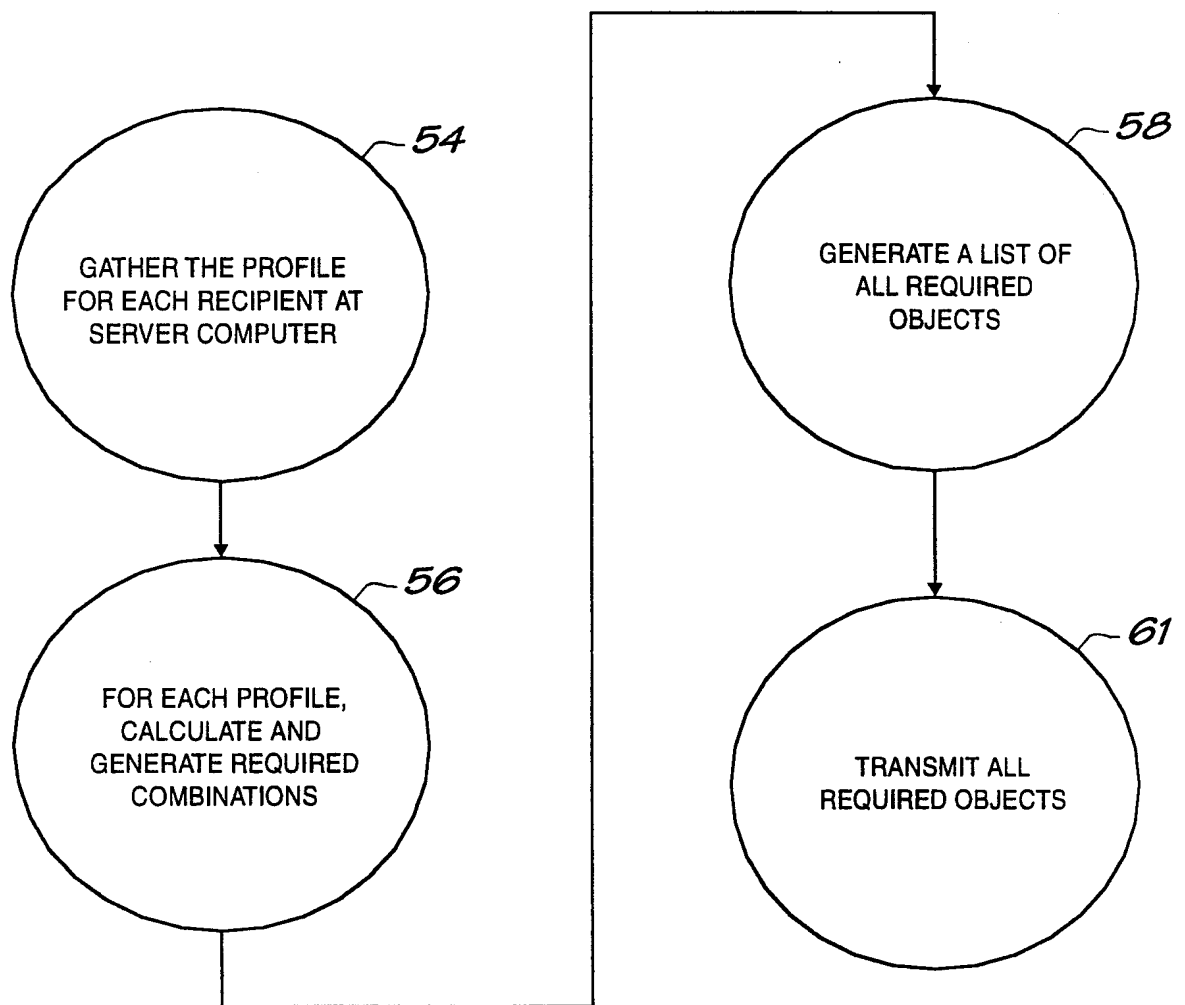 54
GATHER THE PROFILE
FOR EACH RECIPIENT AT
SERVER COMPUTER
56
FOR EACH PROFILE,
CALCULATE AND
GENERATE REQUIRED
COMBINATIONS
58
GENERATE A LIST OF
ALL REQUIRED
OBJECTS
61
TRANSMIT ALL
REQUIRED OBJECTS